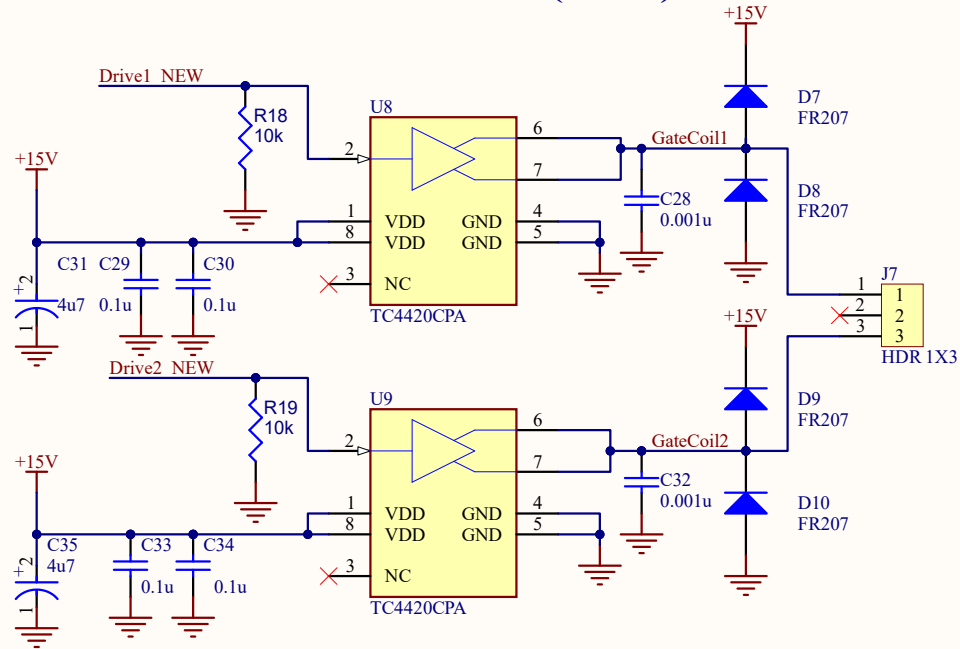 +15V
Drive1_NEW
R18
10k
U8
2
6
7
GateCoil1
D7
FR207
D8
FR207
C28
0.001u
+15V
1
VDD
GND
4
8
VDD
GND
5
3
NC
TC4420CPA
C31
C29
C30
+
2
4u7
0.1u
0.1u
1
J7
1
1
2
2
3
3
HDR 1X3
+15V
Drive2_NEW
R19
10k
U9
2
6
7
GateCoil2
D9
FR207
D10
FR207
C32
0.001u
+15V
1
VDD
GND
4
8
VDD
GND
5
3
NC
TC4420CPA
C35
C33
C34
+
2
4u7
0.1u
0.1u
1